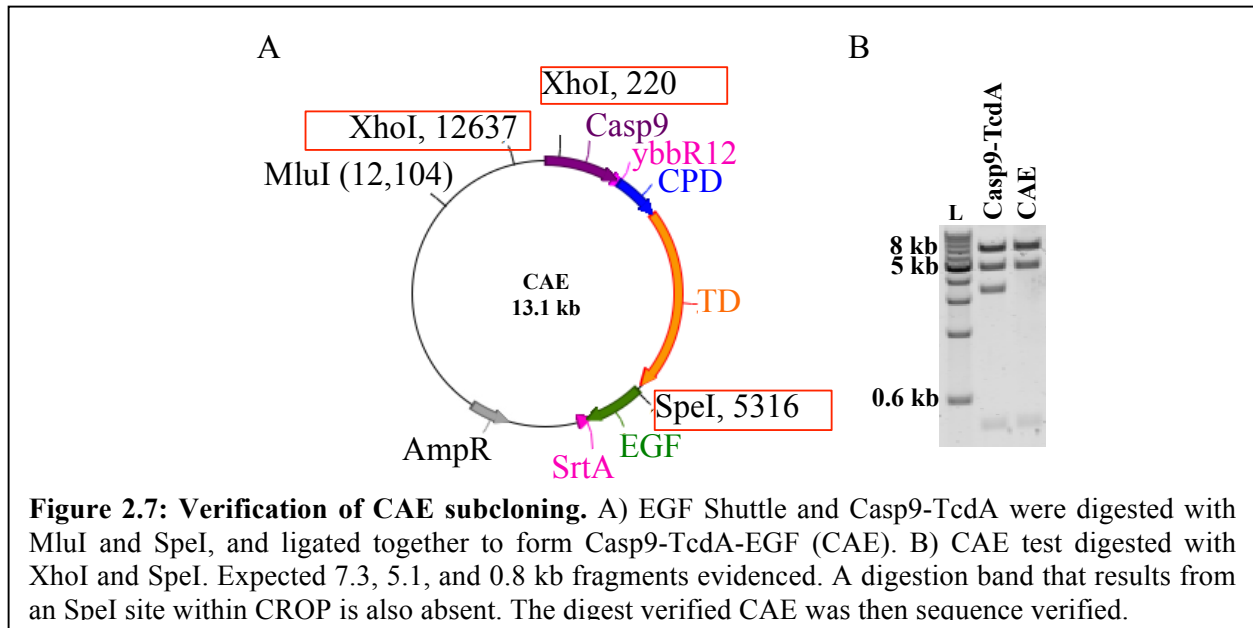 A
B
XhoI, 220
XhoI, 12637
Casp9
ybbR12
MluI (12,104)
CPD
CAE
13.1 kb
TD
SpeI, 5316
AmpR
EGF
SrtA
L
Casp9-TcdA
CAE
8 kb
5 kb
0.6 kb
Figure 2.7: Verification of CAE subcloning. A) EGF Shuttle and Casp9-TcdA were digested with
MluI and SpeI, and ligated together to form Casp9-TcdA-EGF (CAE). B) CAE test digested with
XhoI and SpeI. Expected 7.3, 5.1, and 0.8 kb fragments evidenced. A digestion band that results from
an SpeI site within CROP is also absent. The digest verified CAE was then sequence verified.